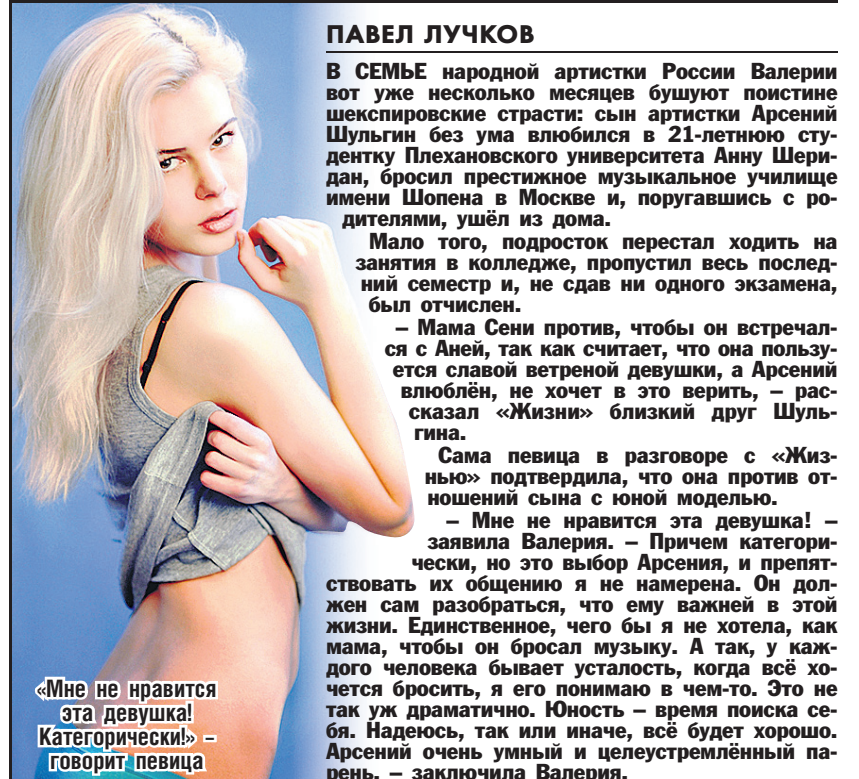 ПАВЕЛ ЛУЧКОВ
В СЕМЬЕ народной артистки России Валерии
вот уже несколько месяцев бушуют поистине
шекспировские страсти: сын артистки Арсений
Шульгин без ума влюбился в 21-летнюю сту-
дентку Плехановского университета Анну Шери-
дан, бросил престижное музыкальное училище
имени Шопена в Москве и, поругавшись с ро-
дителями, ушёл из дома.
Мало того, подросток перестал ходить на
занятия в колледже, пропустил весь послед-
ний семестр и, не сдав ни одного экзамена,
был отчислен.
– Мама Сени против, чтобы он встречал-
ся с Аней, так как считает, что она пользу-
ется славой ветреной девушки, а Арсений
влюблён, не хочет в это верить, – рас-
сказал «Жизни» близкий друг Шуль-
гина.
Сама певица в разговоре с «Жиз-
нью» подтвердила, что она против от-
ношений сына с юной моделью.
– Мне не нравится эта девушка! –
заявила Валерия. – Причем категори-
чески, но это выбор Арсения, и препят-
ствовать их общению я не намерена. Он дол-
жен сам разобраться, что ему важней в этой
жизни. Единственное, чего бы я не хотела, как
мама, чтобы он бросал музыку. А так, у каж-
дого человека бывает усталость, когда всё хо-
чется бросить, я его понимаю в чем-то. Это не
так уж драматично. Юность – время поиска се-
бя. Надеюсь, так или иначе, всё будет хорошо.
Арсений очень умный и целеустремлённый па-
рень, – заключила Валерия.
«Мне не нравится
эта девушка!
Категорически!» –
говорит певица